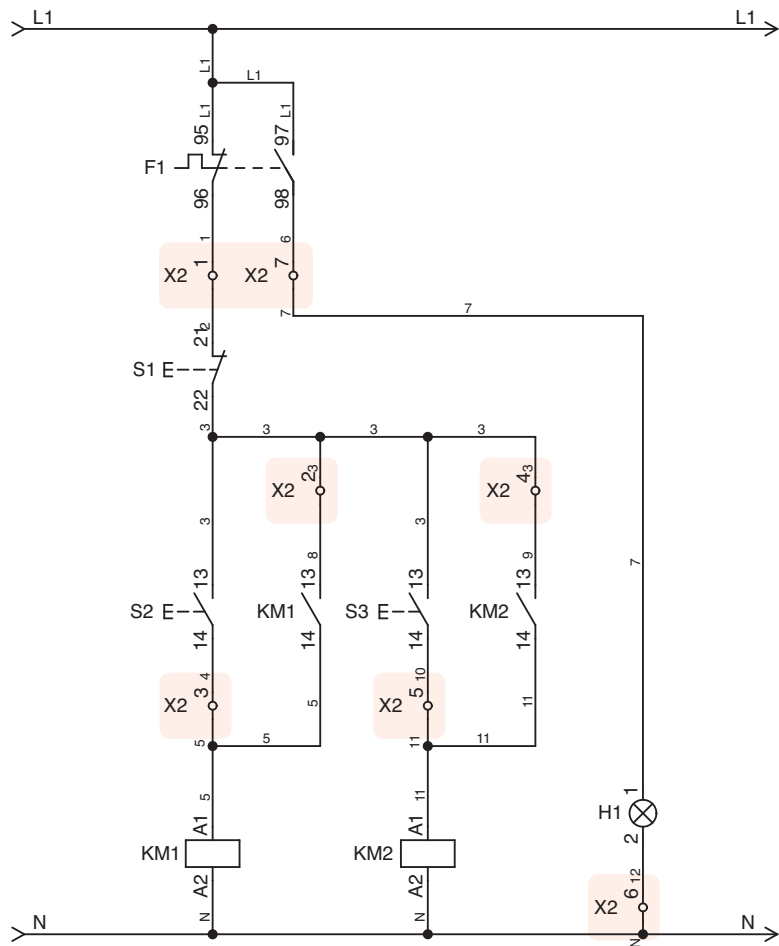 L1 L1
L1
L1
L1 L1
95 97
F1
96 98
1 6
X2 1 X2 7
2 7 7
21
S1
22
3 3 3 3
X2 2 3 X2 4 3
3 8 3 9 7
13 13 13 13
S2 KM1 S3 KM2
14 14 14 14
4 10
X2 3 5 X2 5 11
5 5 11 11
5 11
1
A1 A1 H1
KM1 KM2 2
A2 A2 12
X2 6
N N N
N N